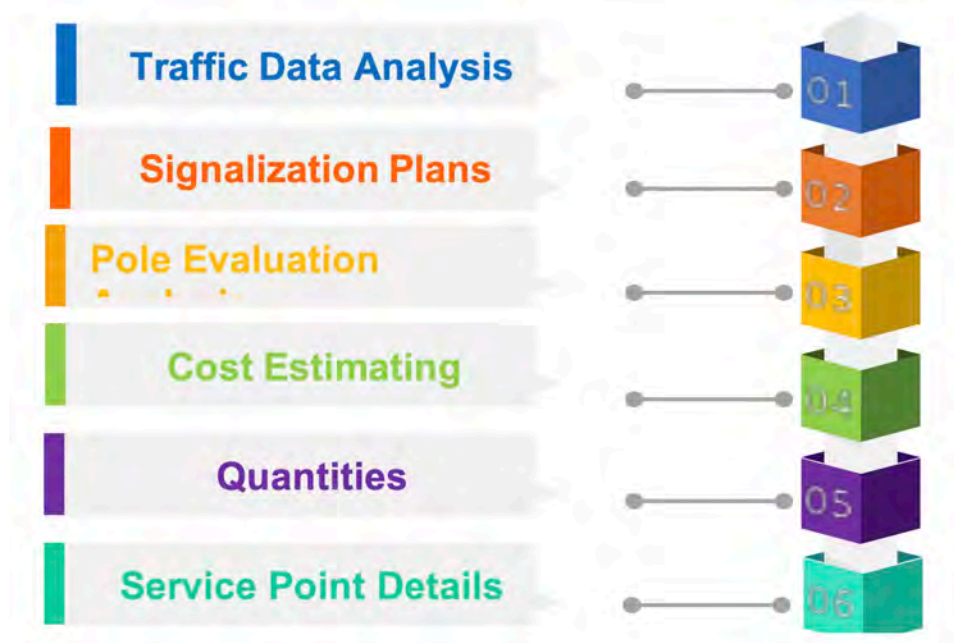 Traffic Data Analysis
01
Signalization Plans
02
Pole Evaluation
03
Cost Estimating
04
Quantities
05
Service Point Details
06